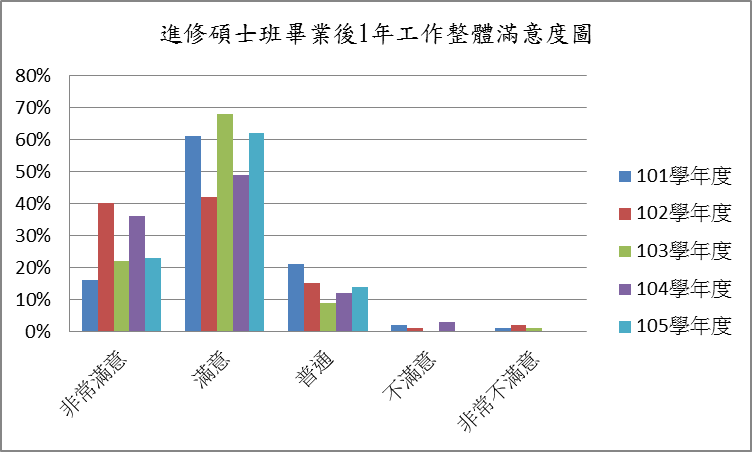 進修碩士班畢業後1年工作整體滿意度圖
80%
70%
60%
50%
40%
30%
20%
10%
0%
非常滿意
滿意
普通
不滿意
非常不滿意
101學年度
102學年度
103學年度
104學年度
105學年度